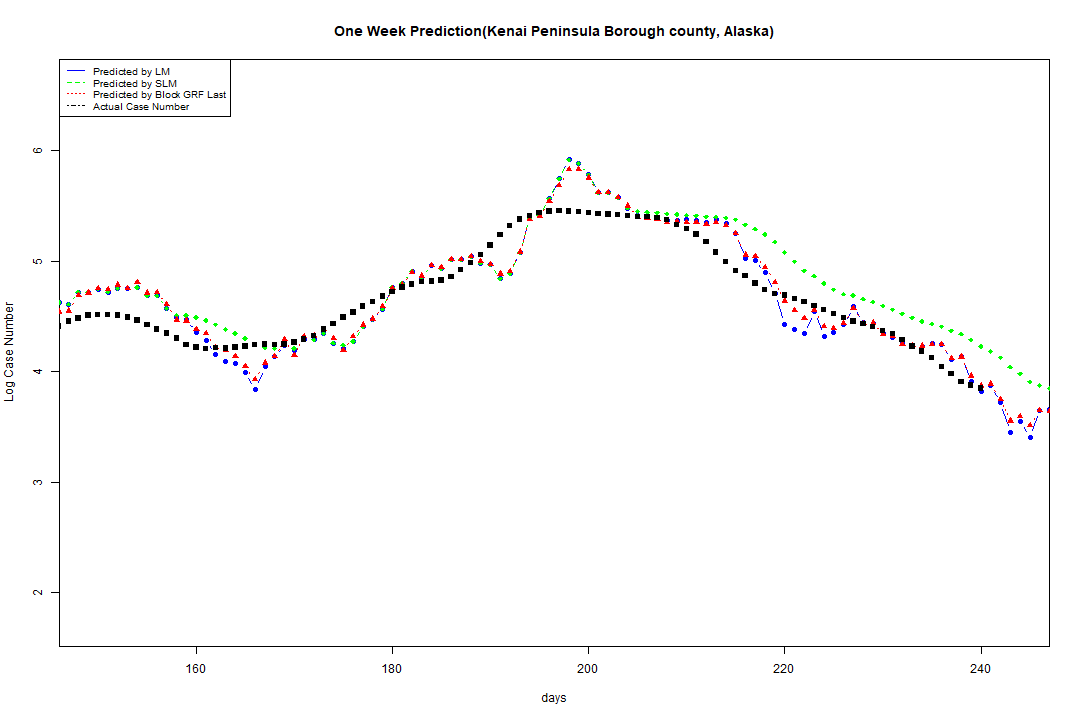 One Week Prediction(Kenai Peninsula Borough county, Alaska)
Predicted by LM
Predicted by SLM
Predicted by Block GRF Last
Actual Case Number
Log Case Number
6
5
4
3
2
160 180 200 220 240
days